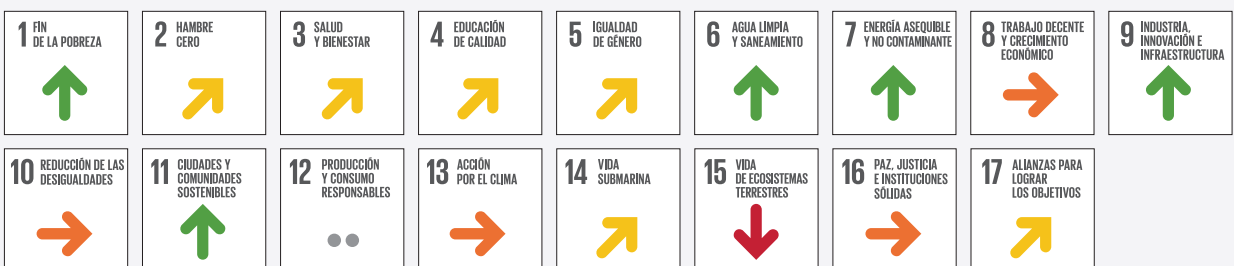 1 FIN
DE LA POBREZA
2 HAMBRE
CERO
3 SALUD
Y BIENESTAR
4 EDUCACIÓN
DE CALIDAD
5 IGUALDAD
DE GÉNERO
6 AGUA LIMPIA
Y SANEAMIENTO
7 ENERGÍA ASEQUIBLE
Y NO CONTAMINANTE
8 TRABAJO DECENTE
Y CRECIMIENTO
ECONÓMICO
9 INDUSTRIA,
INNOVACIÓN E
INFRAESTRUCTURA
10 REDUCCIÓN DE LAS
DESIGUALDADES
11 CIUDADES Y
COMUNIDADES
SOSTENIBLES
12 PRODUCCIÓN
Y CONSUMO
RESPONSABLES
13 ACCIÓN
POR EL CLIMA
14 VIDA
SUBMARINA
15 VIDA
DE ECOSISTEMAS
TERRESTRES
16 PAZ, JUSTICIA
E INSTITUCIONES
SÓLIDAS
17 ALIANZAS PARA
LOGRAR
LOS OBJETIVOS